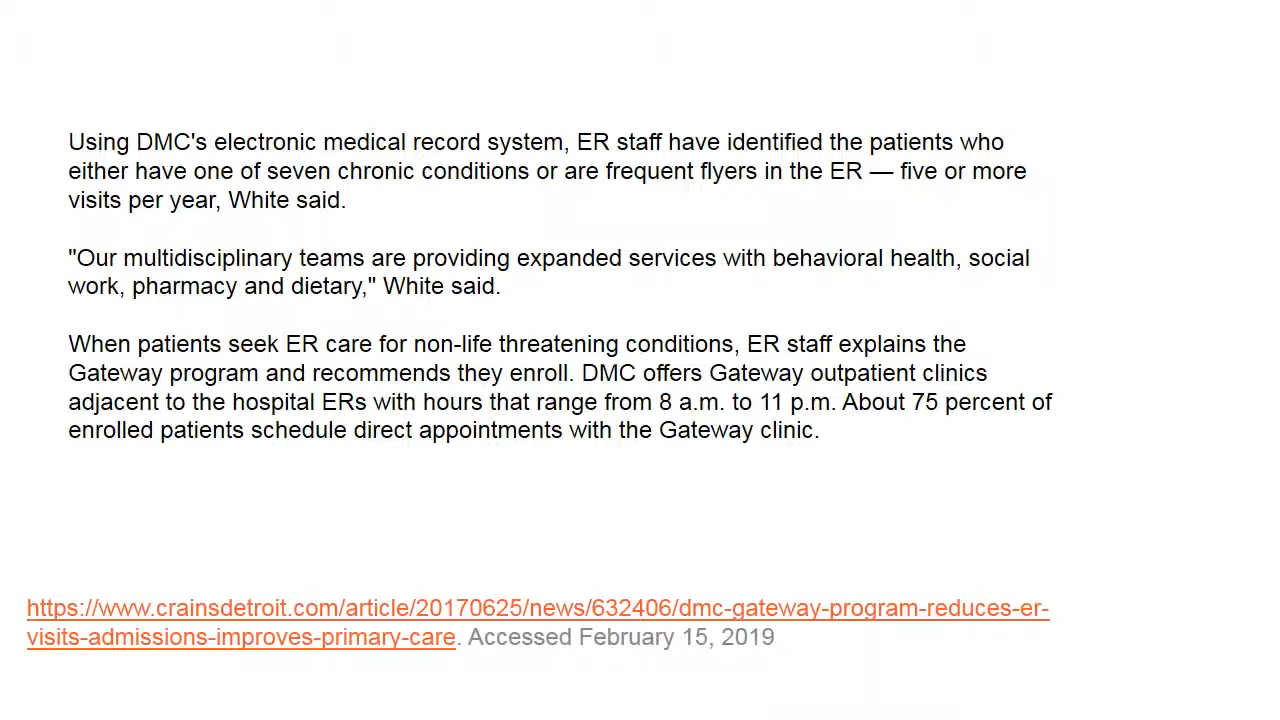 Using DMC's electronic medical record system, ER staff have identified the patients who
either have one of seven chronic conditions or are frequent flyers in the ER — five or more
visits per year, White said.
"Our multidisciplinary teams are providing expanded services with behavioral health, social
work, pharmacy and dietary," White said.
When patients seek ER care for non-life threatening conditions, ER staff explains the
Gateway program and recommends they enroll. DMC offers Gateway outpatient clinics
adjacent to the hospital ERs with hours that range from 8 a.m. to 11 p.m. About 75 percent of
enrolled patients schedule direct appointments with the Gateway clinic.
https://www.crainsdetroit.com/article/20170625/news/632406/dmc-gateway-program-reduces-er-
visits-admissions-improves-primary-care. Accessed February 15, 2019